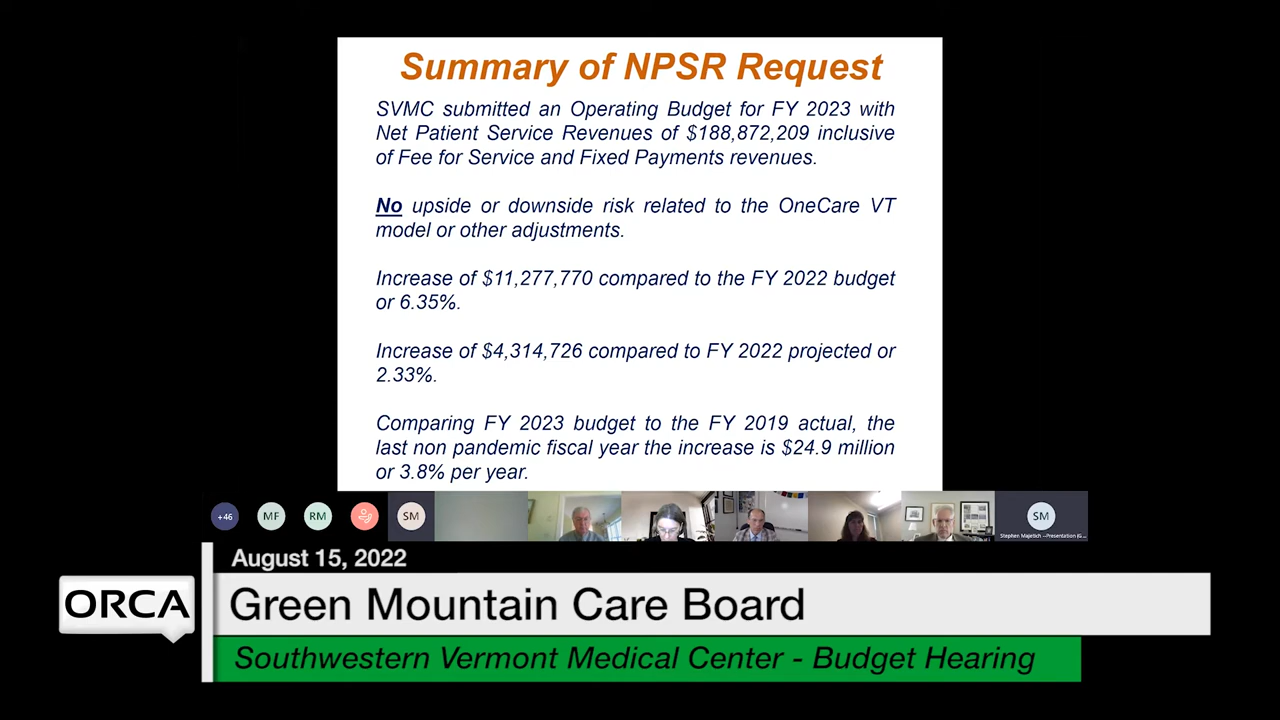 Summary of NPSR Request
SVMC submitted an Operating Budget for FY 2023 with
Net Patient Service Revenues of $188,872,209 inclusive
of Fee for Service and Fixed Payments revenues.
No upside or downside risk related to the OneCare VT
model or other adjustments.
Increase of $11,277,770 compared to the FY 2022 budget
or 6.35%.
Increase of $4,314,726 compared to FY 2022 projected or
2.33%.
Comparing FY 2023 budget to the FY 2019 actual, the
last non pandemic fiscal year the increase is $24.9 million
or 3.8% per year.
+46
MF
RM
SM
SM
Stephen Majetich --Presentation
August 15, 2022
ORCA
Green Mountain Care Board
Southwestern Vermont Medical Center - Budget Hearing